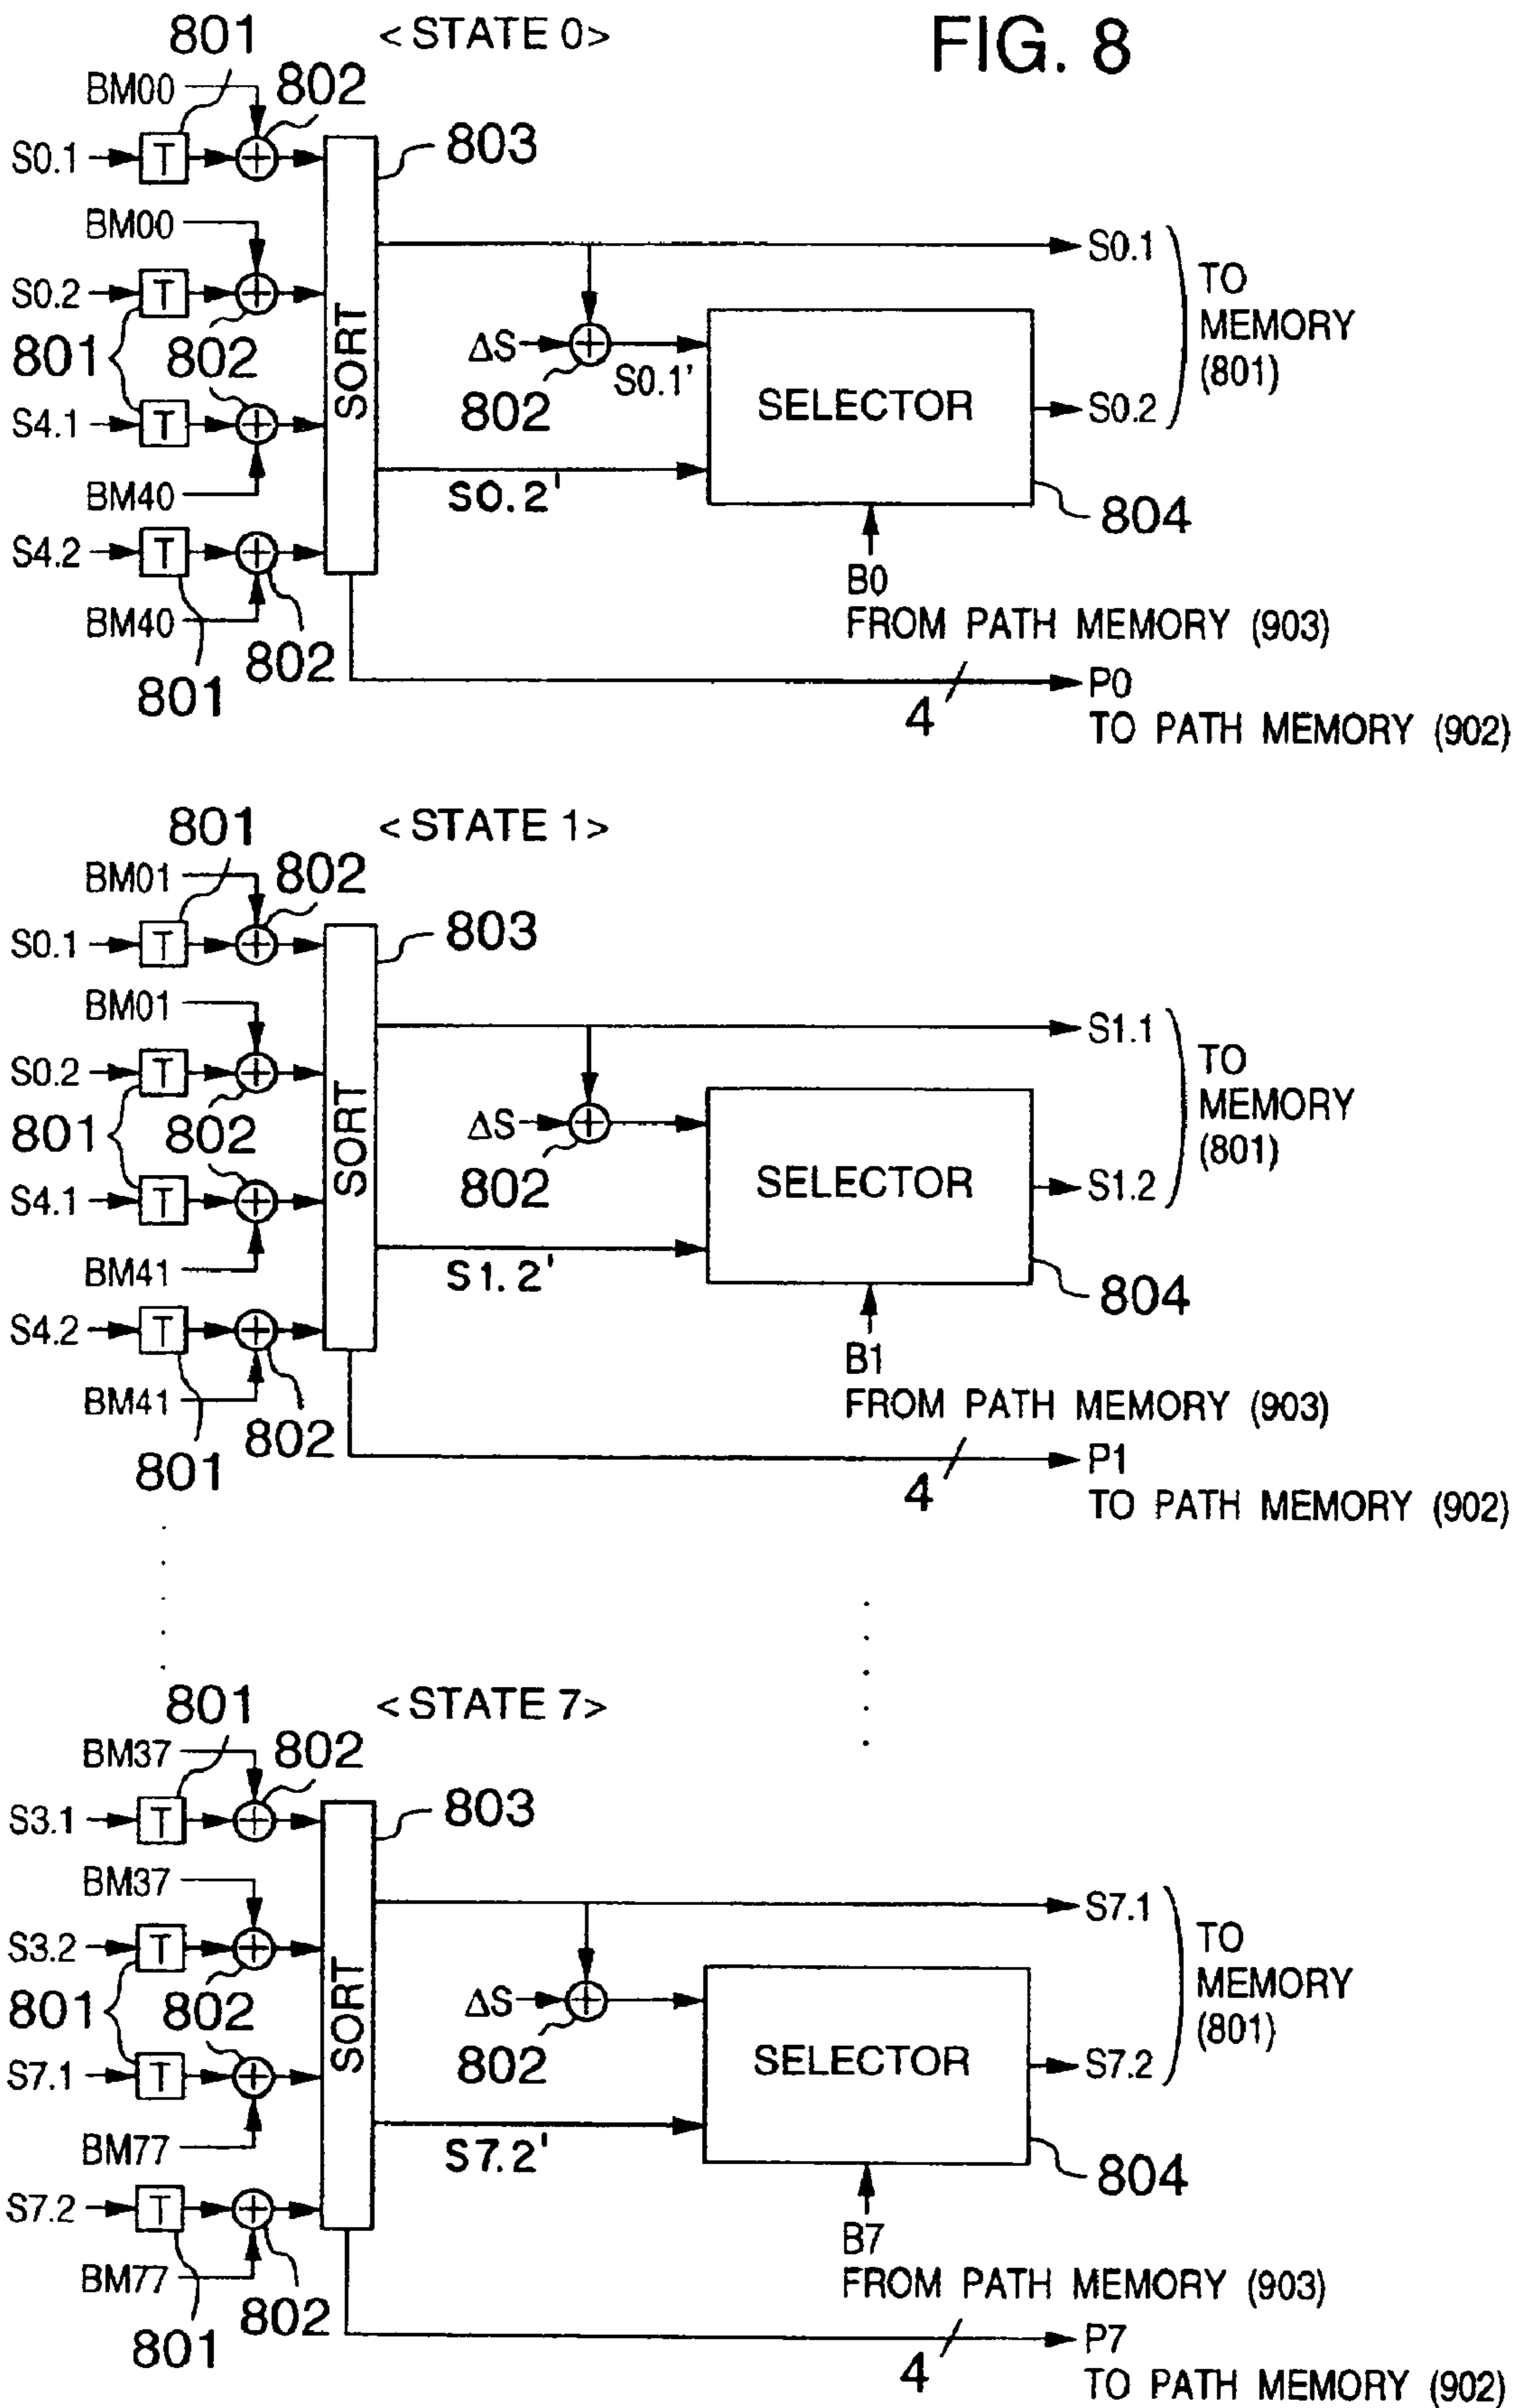 FIG. 8
801
< STATE 0 >
BM00
802
S0.1
T
803
BM00
S0.1
S0.2
T
TO
MEMORY
(801)
801
802
SORT
ΔS
S0.1'
SELECTOR
802
S0.2
S4.1
T
BM40
S0.2'
804
S4.2
T
B0
FROM PATH MEMORY (903)
BM40
802
801
P0
4
TO PATH MEMORY (902)
801
< STATE 1 >
BM01
802
S0.1
T
803
BM01
S1.1
S0.2
T
TO
MEMORY
(801)
801
802
SORT
ΔS
802
SELECTOR
S1.2
S4.1
T
BM41
S1.2'
804
S4.2
T
B1
FROM PATH MEMORY (903)
BM41
802
801
P1
4
TO PATH MEMORY (902)
801
< STATE 7 >
BM37
802
S3.1
T
803
BM37
S7.1
S3.2
T
TO
MEMORY
(801)
801
802
SORT
ΔS
802
SELECTOR
S7.2
S7.1
T
BM77
S7.2'
804
S7.2
T
B7
FROM PATH MEMORY (903)
BM77
802
801
P7
4
TO PATH MEMORY (902)